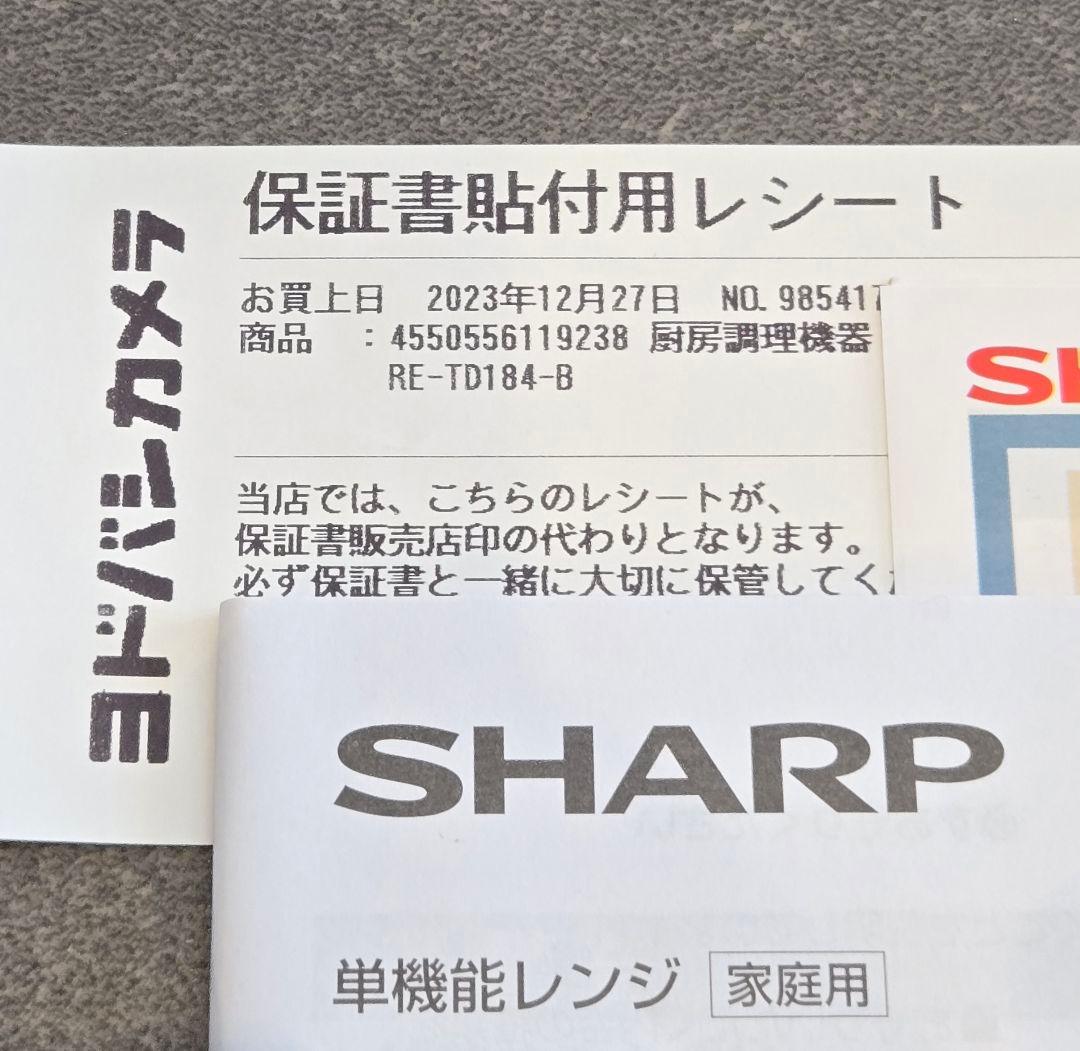 ヨドバシカメラ
保証書貼付用レシート
お買上日 2023年12月27日 NO. 985417
商品 : 4550556119238 厨房調理機器
RE-TD184-B
当店では、こちらのレシートが、
保証書販売店印の代わりとなります。
必ず保証書と一緒に大切に保管してくだ
SH
SHARP
単機能レンジ 家庭用